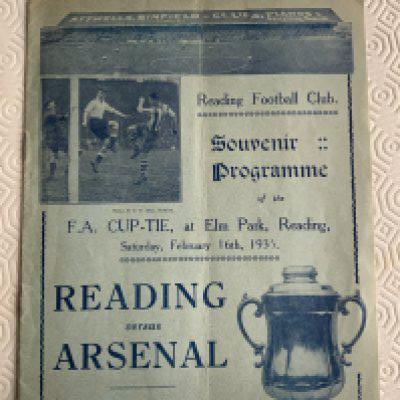 Reading Football Club.
Souvenir ::
Programme
of the
F.A. CUP-TIE, at Elm Park, Reading,
Saturday, February 16th, 1935.
READING
versus
ARSENAL